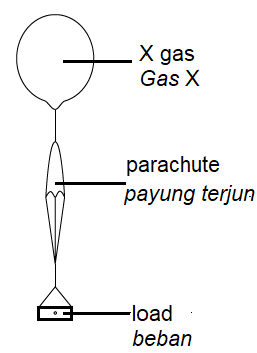 X gas
Gas X
parachute
payung terjun
load
beban